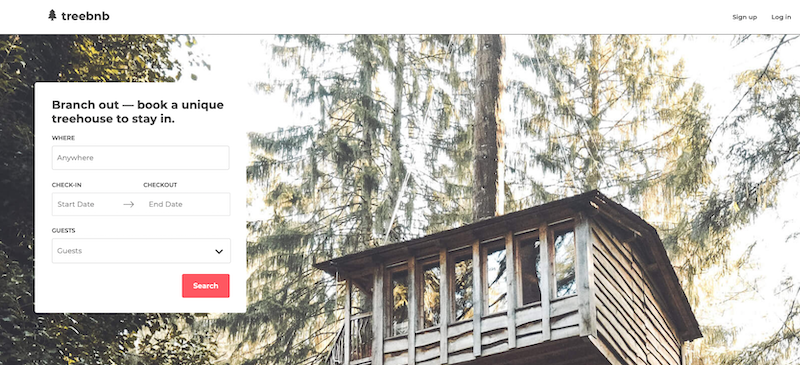 treebnb
Sign up
Log in
Branch out — book a unique
treehouse to stay in.
WHERE
Anywhere
CHECK-IN
CHECKOUT
Start Date
End Date
GUESTS
Guests
Search